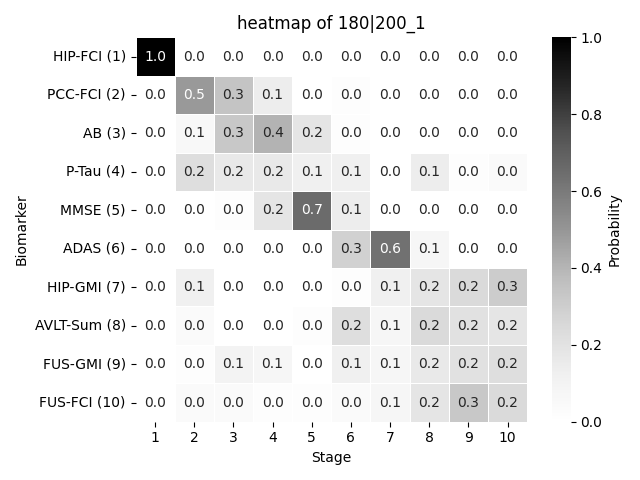 heatmap of 180|200_1
HIP-FCI (1) 1.0 0.0 0.0 0.0 0.0 0.0 0.0 0.0 0.0 0.0
PCC-FCI (2) 0.0 0.5 0.3 0.1 0.0 0.0 0.0 0.0 0.0 0.0
AB (3) 0.0 0.1 0.3 0.4 0.2 0.0 0.0 0.0 0.0 0.0
P-Tau (4) 0.0 0.2 0.2 0.2 0.1 0.1 0.0 0.1 0.0 0.0
MMSE (5) 0.0 0.0 0.0 0.2 0.7 0.1 0.0 0.0 0.0 0.0
ADAS (6) 0.0 0.0 0.0 0.0 0.0 0.3 0.6 0.1 0.0 0.0
HIP-GMI (7) 0.0 0.1 0.0 0.0 0.0 0.0 0.1 0.2 0.2 0.3
AVLT-Sum (8) 0.0 0.0 0.0 0.0 0.0 0.2 0.1 0.2 0.2 0.2
FUS-GMI (9) 0.0 0.0 0.1 0.1 0.0 0.1 0.1 0.2 0.2 0.2
FUS-FCI (10) 0.0 0.0 0.0 0.0 0.0 0.0 0.1 0.2 0.3 0.2
1 2 3 4 5 6 7 8 9 10
Stage
Biomarker
1.0
0.8
0.6
0.4
0.2
0.0
Probability